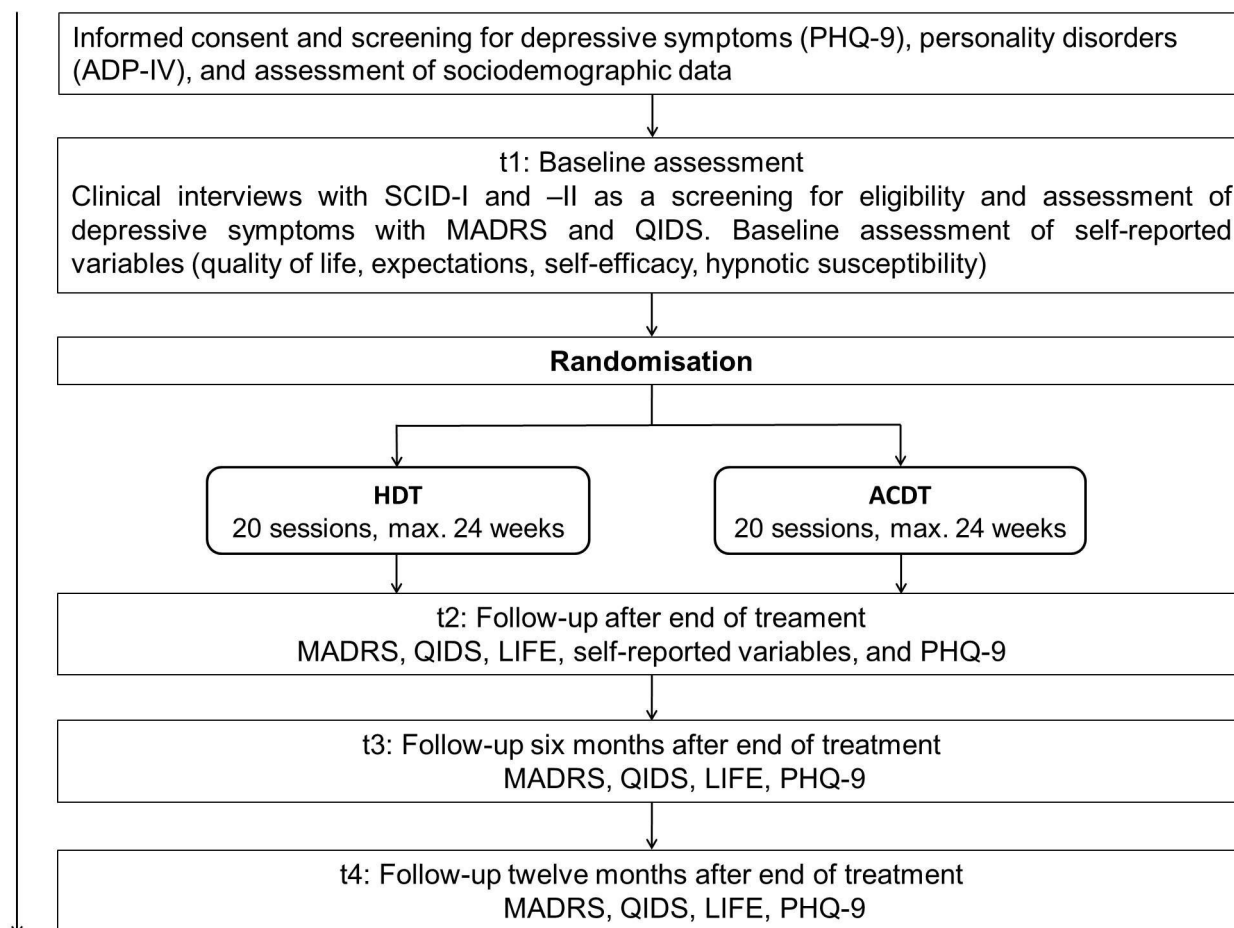 Informed consent and screening for depressive symptoms (PHQ-9), personality disorders
(ADP-IV), and assessment of sociodemographic data
t1: Baseline assessment
Clinical interviews with SCID-I and –II as a screening for eligibility and assessment of
depressive symptoms with MADRS and QIDS. Baseline assessment of self-reported
variables (quality of life, expectations, self-efficacy, hypnotic susceptibility)
Randomisation
HDT
20 sessions, max. 24 weeks
ACDT
20 sessions, max. 24 weeks
t2: Follow-up after end of treament
MADRS, QIDS, LIFE, self-reported variables, and PHQ-9
t3: Follow-up six months after end of treatment
MADRS, QIDS, LIFE, PHQ-9
t4: Follow-up twelve months after end of treatment
MADRS, QIDS, LIFE, PHQ-9